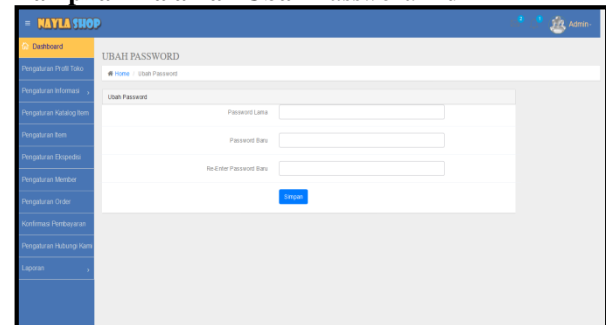 NAYLA SHOP
Admin
Dashboard
Pengaturan Profil Toko
Pengaturan Informasi
Pengaturan Katalog Item
Pengaturan Item
Pengaturan Ekspedisi
Pengaturan Member
Pengaturan Order
Konfirmasi Pembayaran
Pengaturan Hubungi Kami
Laporan
UBAH PASSWORD
Home Ubah Password
Ubah Password
Password Lama
Password Baru
Re-Enter Password Baru
Simpan